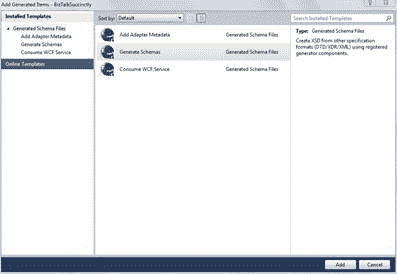 Add Generated Items - BizTalkSuccinctly
Installed Templates
Generated Schema Files
Add Adapter Metadata
Generate Schemas
Consume WCF Service
Online Templates
Sort by: Default
Add Adapter Metadata Generated Schema Files
Generate Schemas Generated Schema Files
Consume WCF Service Generated Schema Files
Search Installed Templates
Type: Generated Schema Files
Create XSD from other specification
formats (DTD/XDR/XML) using registered
generator components.
Add Cancel